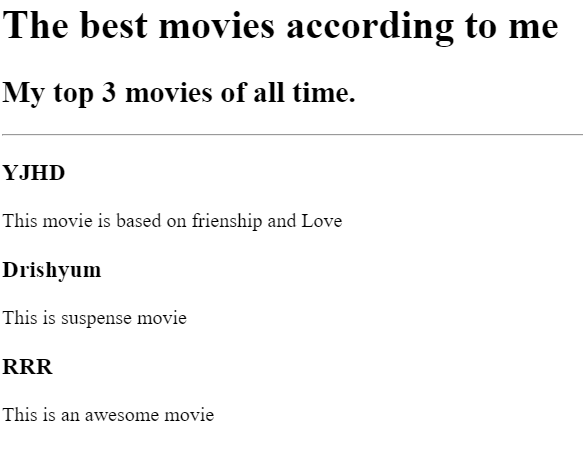 The best movies according to me
My top 3 movies of all time.
YJHD
This movie is based on frienship and Love
Drishyum
This is suspense movie
RRR
This is an awesome movie